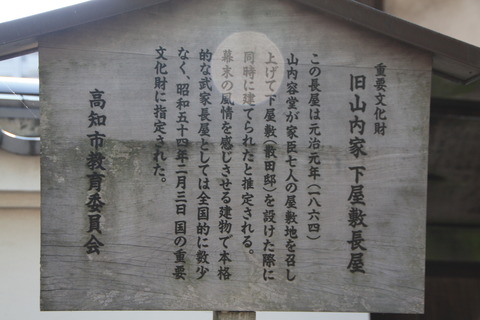 重要文化財
旧山内家下屋敷長屋
この長屋は元治元年(一八六四)
山内容堂が家臣七人の屋敷地を召し
上げて下屋敷(散田邸)を設けた際に
同時に建てられたと推定される。
幕末の風情を感じさせる建物で本格
的な武家長屋としては全国的に数少
なく、昭和五十四年二月三日国の重要
文化財に指定された。
高知市教育委員会